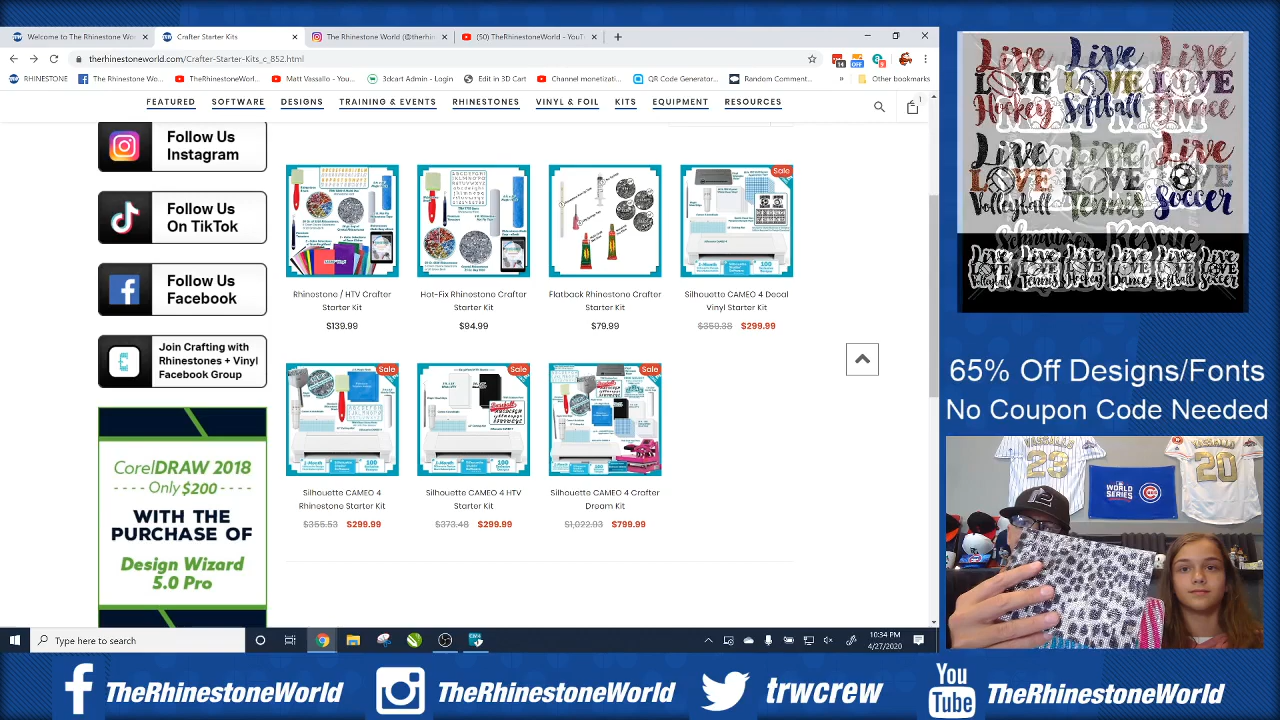 Welcome to The Rhinestone Wo
Crafter Starter Kits
The Rhinestone World (@therhin
(50) TheRhinestoneWorld - YouT
therhinestoneworld.com/Crafter-Starter-Kits_c_852.html
RHINESTONE
The Rhinestone Wo...
Matt Vassallo - You...
3dcart Admin - Login
Edit in 3D Cart
Channel monetizati...
QR Code Generator...
Random Comment...
»
Other bookmarks
FEATURED SOFTWARE DESIGNS TRAINING & EVENTS RHINESTONES VINYL & FOIL KITS EQUIPMENT RESOURCES
1
Follow Us
Instagram
Follow Us
On TikTok
Follow Us
Facebook
Join Crafting with
Rhinestones + Vinyl
Facebook Group
CorelDRAW 2018
Only $200
WITH THE
PURCHASE OF
Design Wizard
5.0 Pro
Rhinestone / HTV Crafter
Starter Kit
$139.99
Hot-Fix Rhinestone Crafter
Starter Kit
$94.99
Flatback Rhinestone Crafter
Starter Kit
$79.99
Sale
Silhouette CAMEO 4 Decal
Vinyl Starter Kit
$359.38 $299.99
Sale
Silhouette CAMEO 4
Rhinestone Starter Kit
$355.53 $299.99
Sale
Silhouette CAMEO 4 HTV
Starter Kit
$373.48 $299.99
Sale
Silhouette CAMEO 4 Crafter
Dream Kit
$1,022.93 $799.99
Type here to search
10:34 PM
4/27/2020
Live Live Live
LOVE LOVE LOVE
Hockey Softball Dance
Live Live Live
LOVE LOVE LOVE
Volleyball Tennis Soccer
65% Off Designs/Fonts
No Coupon Code Needed
VASSALLO
23
WORLD
SERIES
20
TheRhinestoneWorld
TheRhinestoneWorld
trwcrew
You
Tube
TheRhinestoneWorld